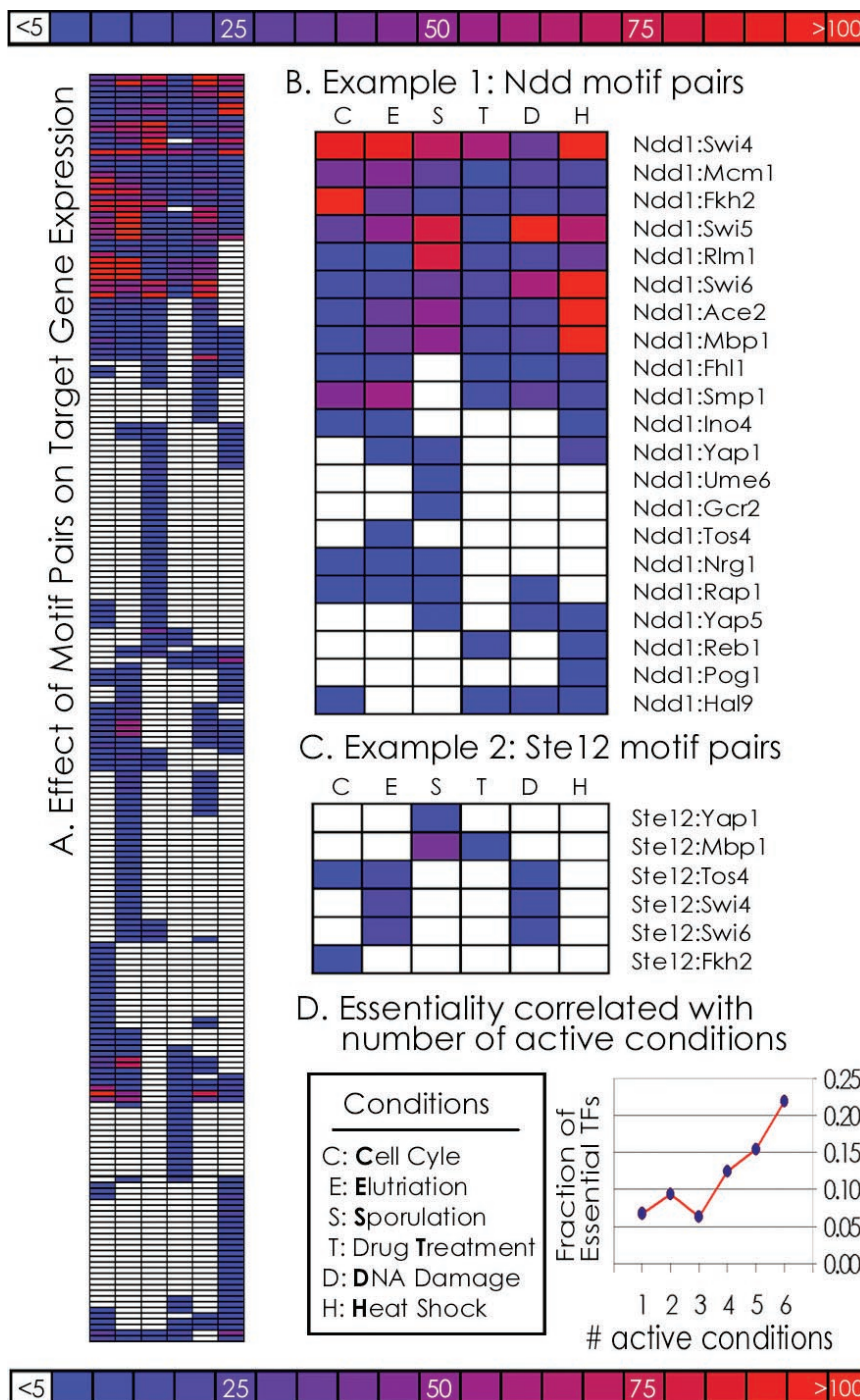 <5 25 50 75 >100
A. Effect of Motif Pairs on Target Gene Expression
B. Example 1: Ndd motif pairs
C E S T D H
Ndd1:Swi4
Ndd1:Mcm1
Ndd1:Fkh2
Ndd1:Swi5
Ndd1:Rlm1
Ndd1:Swi6
Ndd1:Ace2
Ndd1:Mbp1
Ndd1:Fhl1
Ndd1:Smp1
Ndd1:Ino4
Ndd1:Yap1
Ndd1:Ume6
Ndd1:Gcr2
Ndd1:Tos4
Ndd1:Nrg1
Ndd1:Rap1
Ndd1:Yap5
Ndd1:Reb1
Ndd1:Pog1
Ndd1:Hal9
C. Example 2: Ste12 motif pairs
C E S T D H
Ste12:Yap1
Ste12:Mbp1
Ste12:Tos4
Ste12:Swi4
Ste12:Swi6
Ste12:Fkh2
D. Essentiality correlated with
number of active conditions
Conditions
C: Cell Cyle
E: Elutriation
S: Sporulation
T: Drug Treatment
D: DNA Damage
H: Heat Shock
Fraction of
Essential TFs
0.25
0.20
0.15
0.10
0.05
0.00
1 2 3 4 5 6
# active conditions
<5 25 50 75 >100